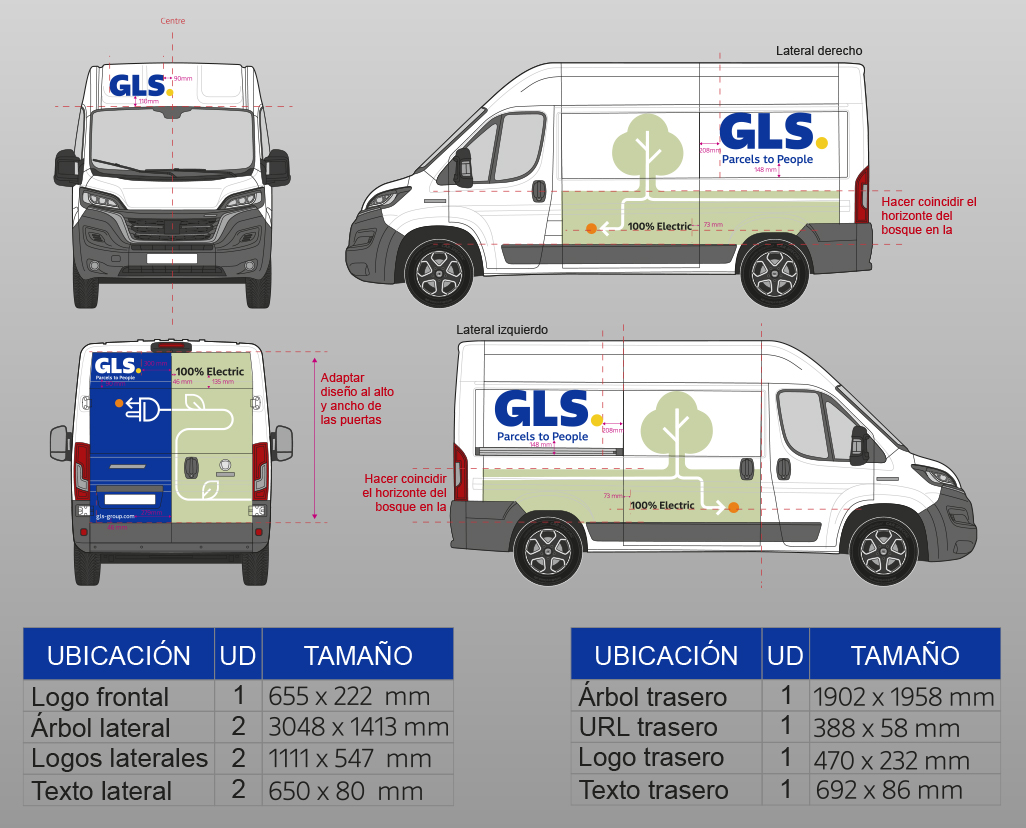 Centre
GLS.
90mm
110mm
Lateral derecho
GLS.
Parcels to People
208mm
148 mm
100% Electric
73 mm
Hacer coincidir el
horizonte del
bosque en la
GLS.
Parcels to People
100% Electric
46 mm
135 mm
gls-group.com
Adaptar
diseño al alto
y ancho de
las puertas
Lateral izquierdo
GLS.
Parcels to People
208mm
148 mm
73 mm
100% Electric
Hacer coincidir
el horizonte del
bosque en la
UBICACIÓN UD TAMAÑO
Logo frontal 1 655 x 222 mm
Árbol lateral 2 3048 x 1413 mm
Logos laterales 2 1111 x 547 mm
Texto lateral 2 650 x 80 mm
UBICACIÓN UD TAMAÑO
Árbol trasero 1 1902 x 1958 mm
URL trasero 1 388 x 58 mm
Logo trasero 1 470 x 232 mm
Texto trasero 1 692 x 86 mm